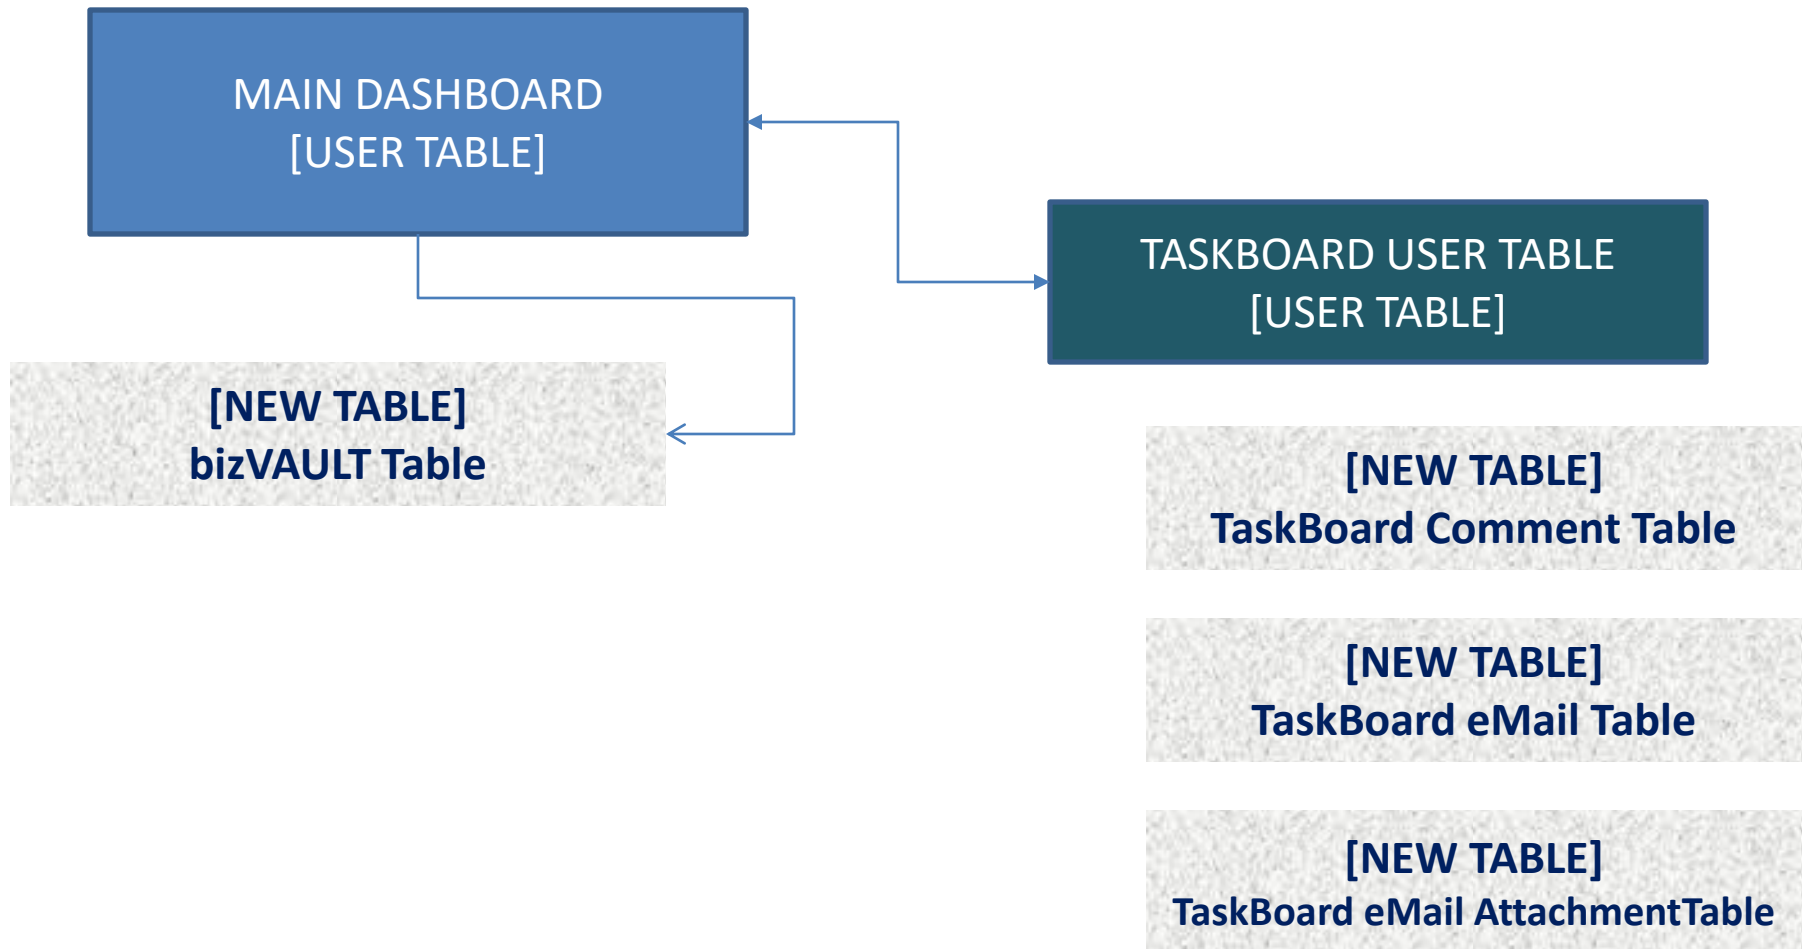 MAIN DASHBOARD
[USER TABLE]
TASKBOARD USER TABLE
[USER TABLE]
[NEW TABLE]
bizVAULT Table
[NEW TABLE]
TaskBoard Comment Table
[NEW TABLE]
TaskBoard eMail Table
[NEW TABLE]
TaskBoard eMail AttachmentTable